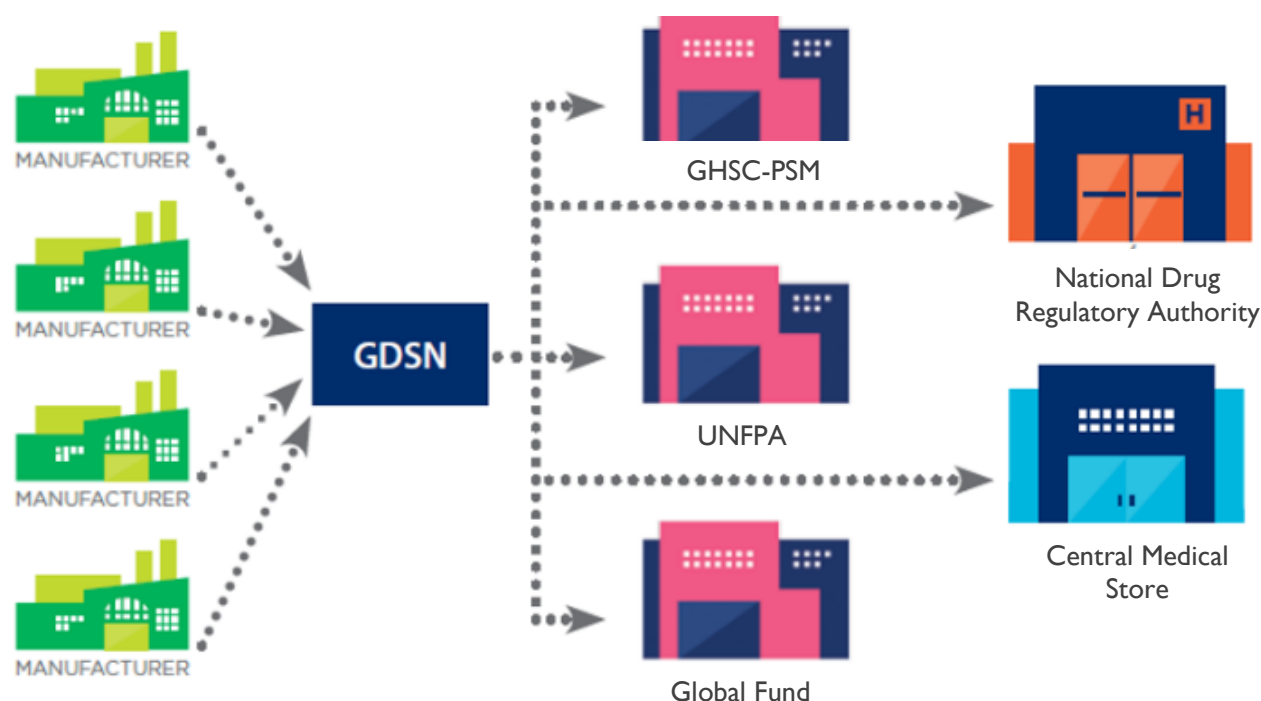 MANUFACTURER
MANUFACTURER
MANUFACTURER
MANUFACTURER
GDSN
GHSC-PSM
UNFPA
Global Fund
H
National Drug
Regulatory Authority
Central Medical
Store